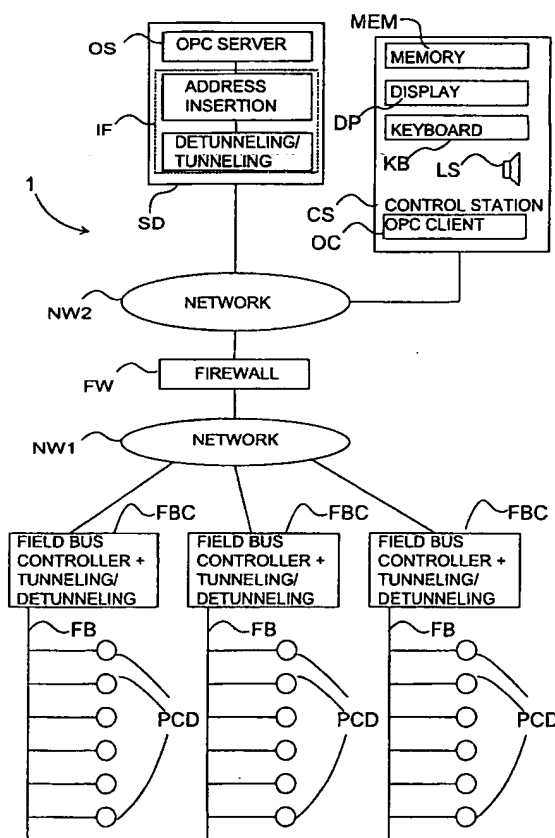 MEM
OS
OPC SERVER
MEMORY
ADDRESS
INSERTION
DISPLAY
IF
DP
DETUNNELING/
TUNNELING
KEYBOARD
KB
LS
1
SD
CS
CONTROL STATION
OC
OPC CLIENT
NETWORK
NW2
FW
FIREWALL
NW1
NETWORK
FBC
FBC
FBC
FIELD BUS
CONTROLLER +
TUNNELING/
DETUNNELING
FIELD BUS
CONTROLLER +
TUNNELING/
DETUNNELING
FIELD BUS
CONTROLLER +
TUNNELING/
DETUNNELING
FB
FB
FB
PCD
PCD
PCD